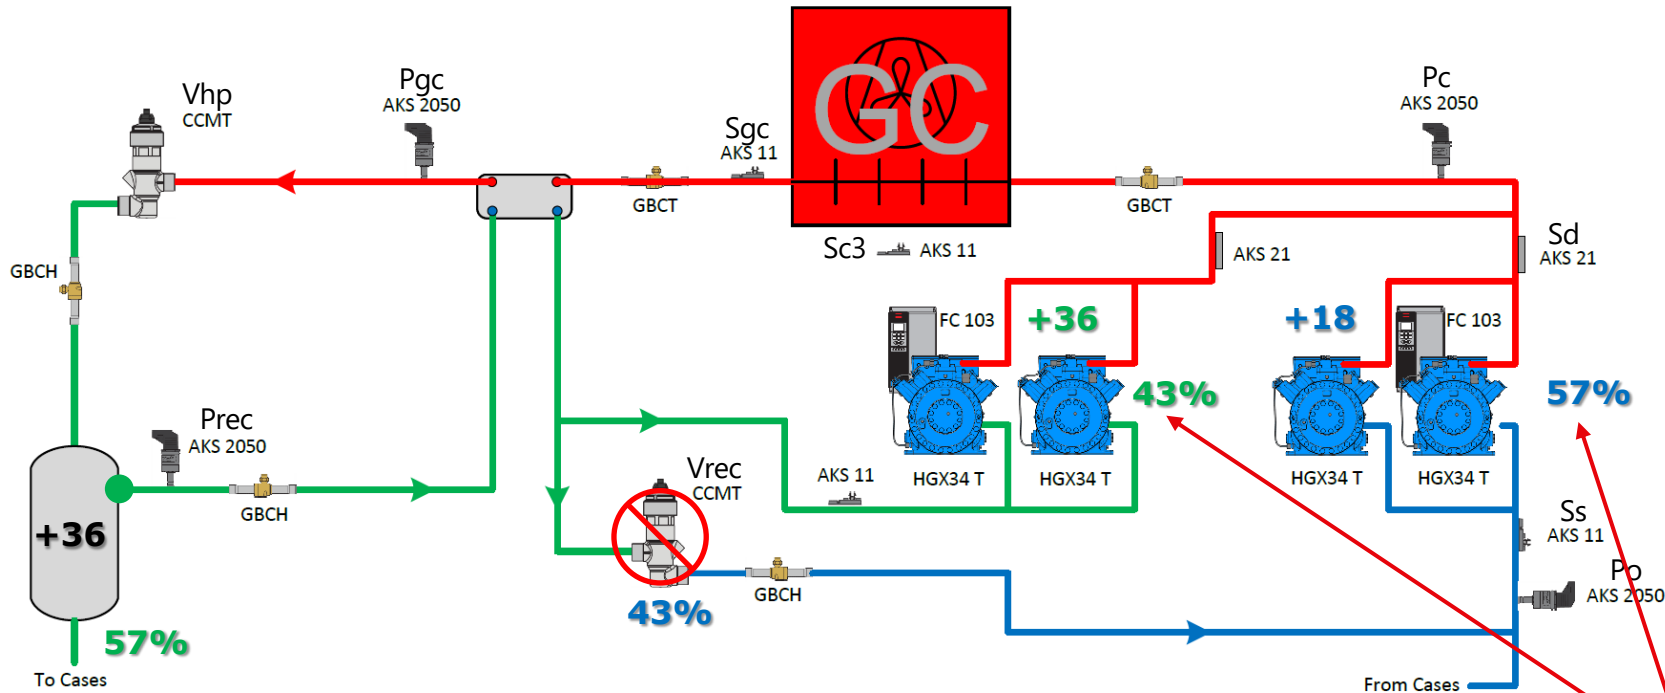 Vhp
CCMT
Pgc
AKS 2050
Sgc
AKS 11
GC
Pc
AKS 2050
GBCT
GBCT
Sc3
AKS 11
AKS 21
Sd
AKS 21
GBCH
FC 103
+36
+18
FC 103
43%
57%
Prec
AKS 2050
GBCH
AKS 11
Vrec
CCMT
HGX34 T
HGX34 T
HGX34 T
HGX34 T
Ss
AKS 11
+36
Po
AKS 2050
43%
GBCH
57%
To Cases
From Cases